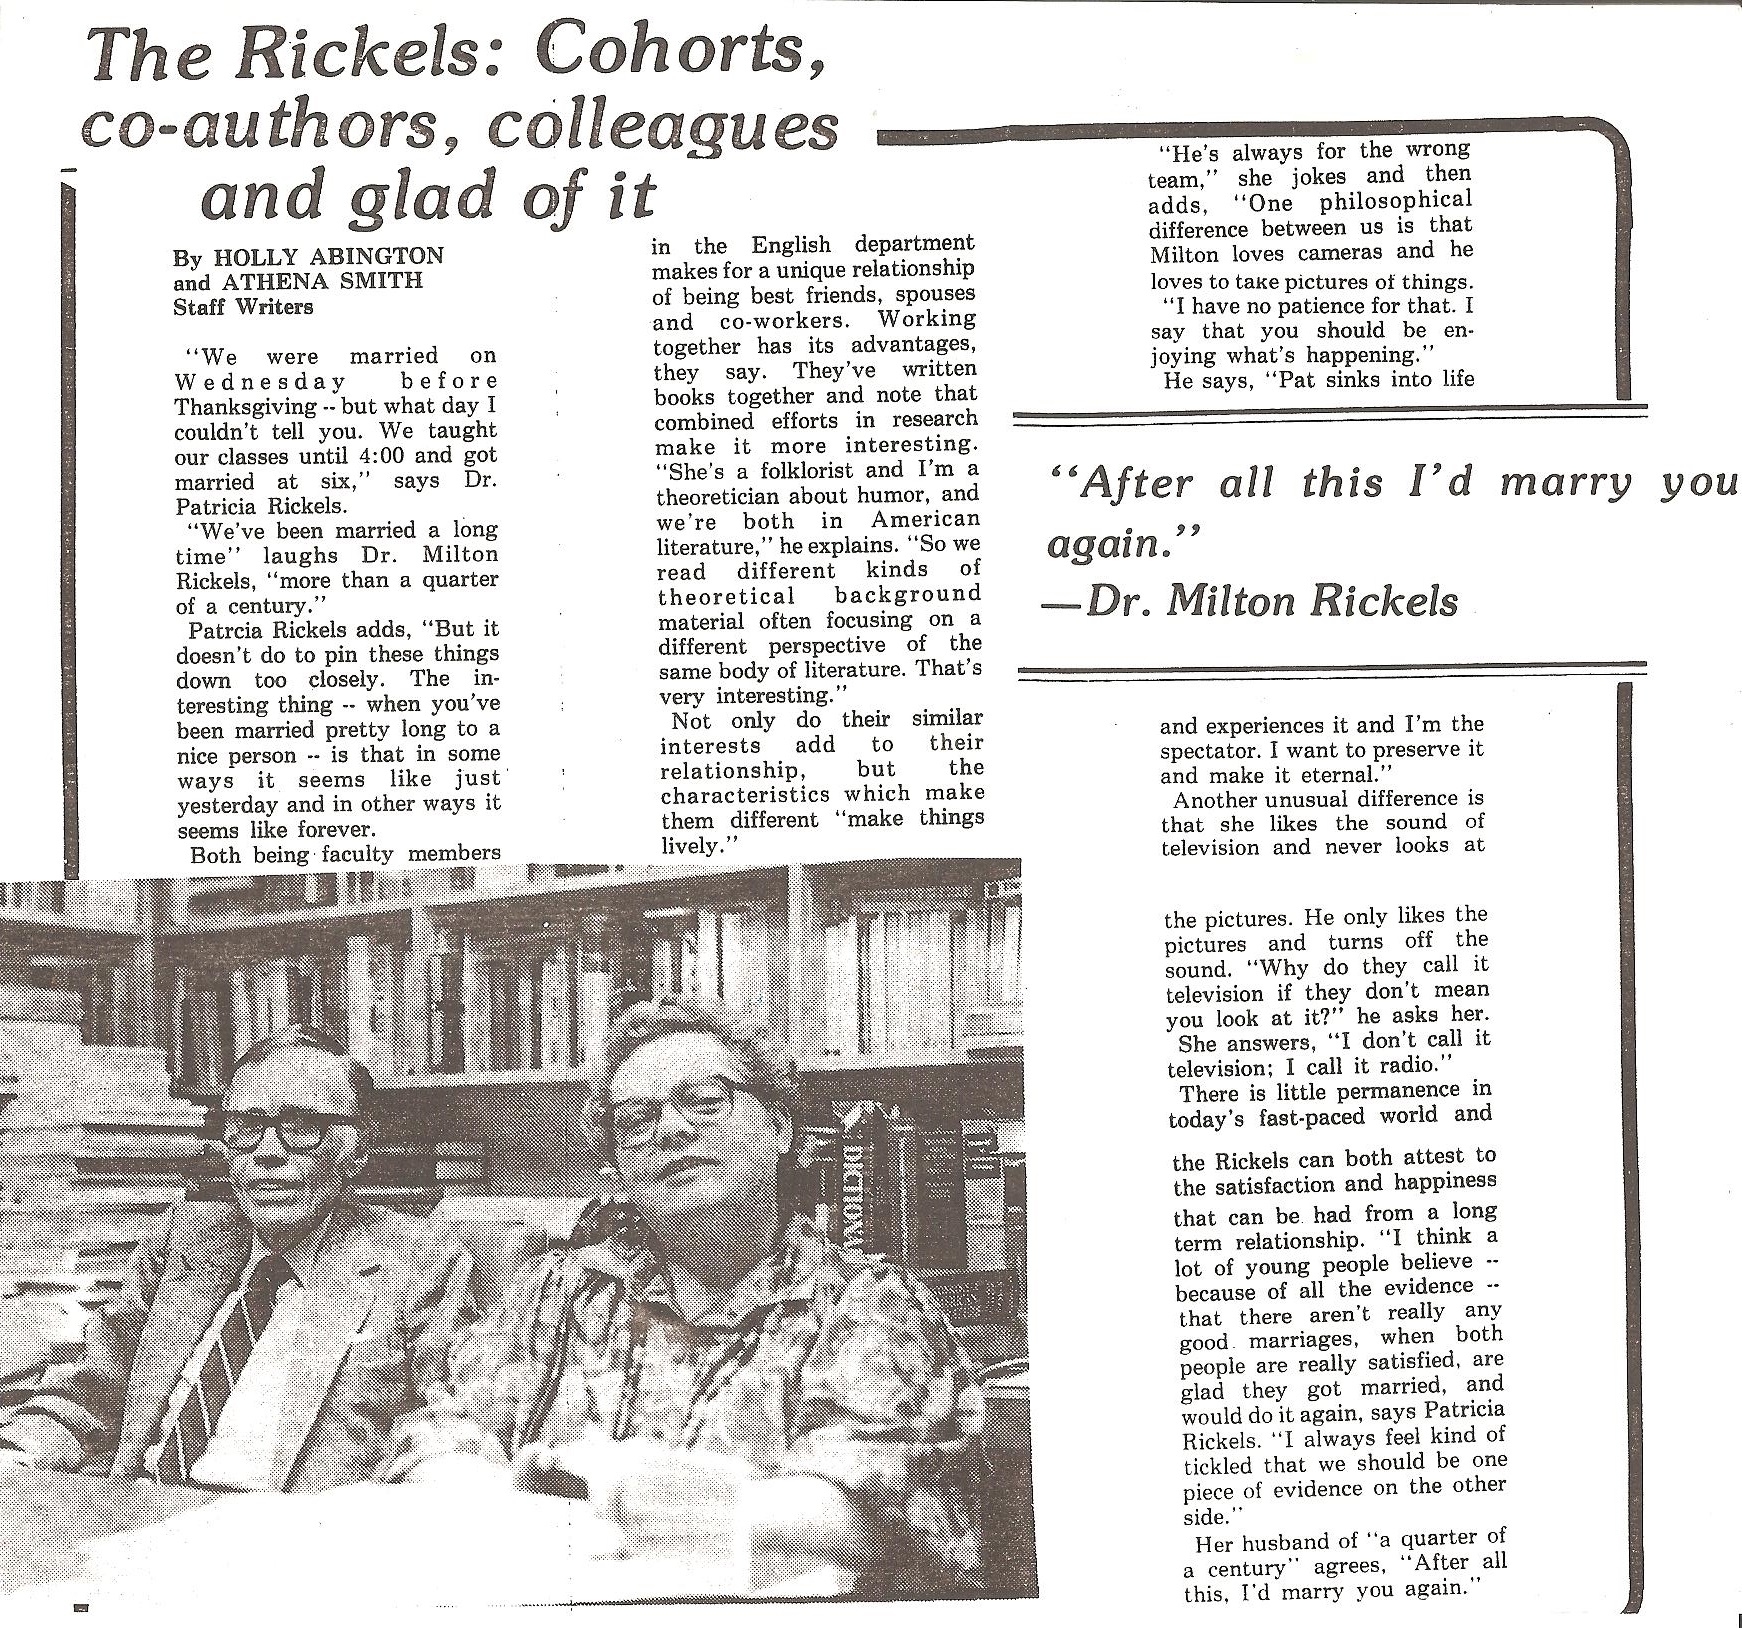 The Rickels: Cohorts,
co-authors, colleagues
and glad of it
By HOLLY ABINGTON
and ATHENA SMITH
Staff Writers
"We were married on
Wednesday before
Thanksgiving -- but what day I
couldn't tell you. We taught
our classes until 4:00 and got
married at six," says Dr.
Patricia Rickels.
"We've been married a long
time" laughs Dr. Milton
Rickels, "more than a quarter
of a century."
Patrcia Rickels adds, "But it
doesn't do to pin these things
down too closely. The in-
teresting thing -- when you've
been married pretty long to a
nice person -- is that in some
ways it seems like just
yesterday and in other ways it
seems like forever.
Both being faculty members
in the English department
makes for a unique relationship
of being best friends, spouses
and co-workers. Working
together has its advantages,
they say. They've written
books together and note that
combined efforts in research
make it more interesting.
"She's a folklorist and I'm a
theoretician about humor, and
we're both in American
literature," he explains. "So we
read different kinds of
theoretical background
material often focusing on a
different perspective of the
same body of literature. That's
very interesting."
Not only do their similar
interests add to their
relationship, but the
characteristics which make
them different "make things
lively."
"He's always for the wrong
team," she jokes and then
adds, "One philosophical
difference between us is that
Milton loves cameras and he
loves to take pictures of things.
"I have no patience for that. I
say that you should be en-
joying what's happening."
He says, "Pat sinks into life
"After all this I'd marry you
again."
—Dr. Milton Rickels
and experiences it and I'm the
spectator. I want to preserve it
and make it eternal."
Another unusual difference is
that she likes the sound of
television and never looks at
the pictures. He only likes the
pictures and turns off the
sound. "Why do they call it
television if they don't mean
you look at it?" he asks her.
She answers, "I don't call it
television; I call it radio."
There is little permanence in
today's fast-paced world and
the Rickels can both attest to
the satisfaction and happiness
that can be had from a long
term relationship. "I think a
lot of young people believe --
because of all the evidence --
that there aren't really any
good marriages, when both
people are really satisfied, are
glad they got married, and
would do it again, says Patricia
Rickels. "I always feel kind of
tickled that we should be one
piece of evidence on the other
side."
Her husband of "a quarter of
a century" agrees, "After all
this, I'd marry you again."
DICTIONA